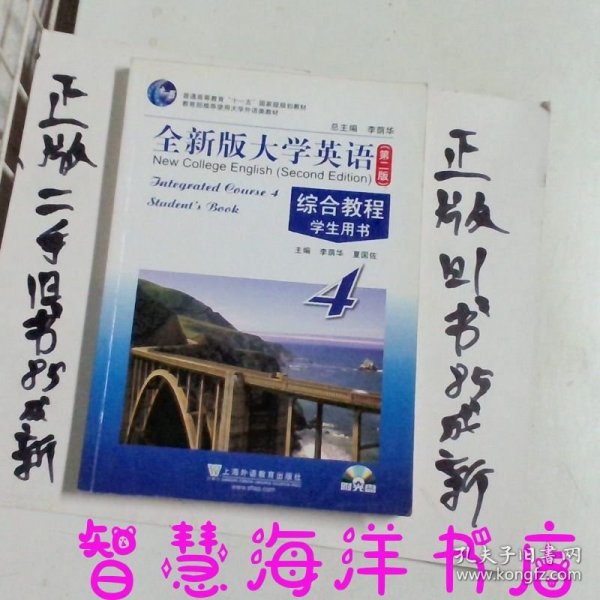 正版二手旧书85成新
普通高等教育“十一五”国家级规划教材
教育部推荐使用大学外语类教材
总主编 李荫华
全新版大学英语
(第二版)
New College English (Second Edition)
Integrated Course 4
Student's Book
综合教程
学生用书
主编 李荫华 夏国佐
4
上海外语教育出版社
www.sflep.com
附光盘
正版旧书85成新
智慧海洋书店
孔夫子旧书网
www.kongfz.com